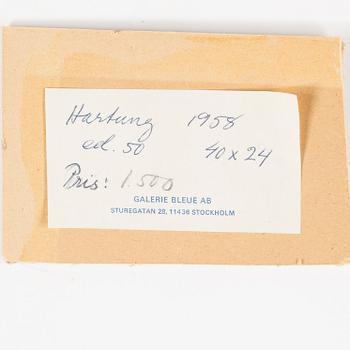 Hartung 1958
ed. 50 40 x 24
Pris: 1.500
GALERIE BLEUE AB
STUREGATAN 28, 11436 STOCKHOLM